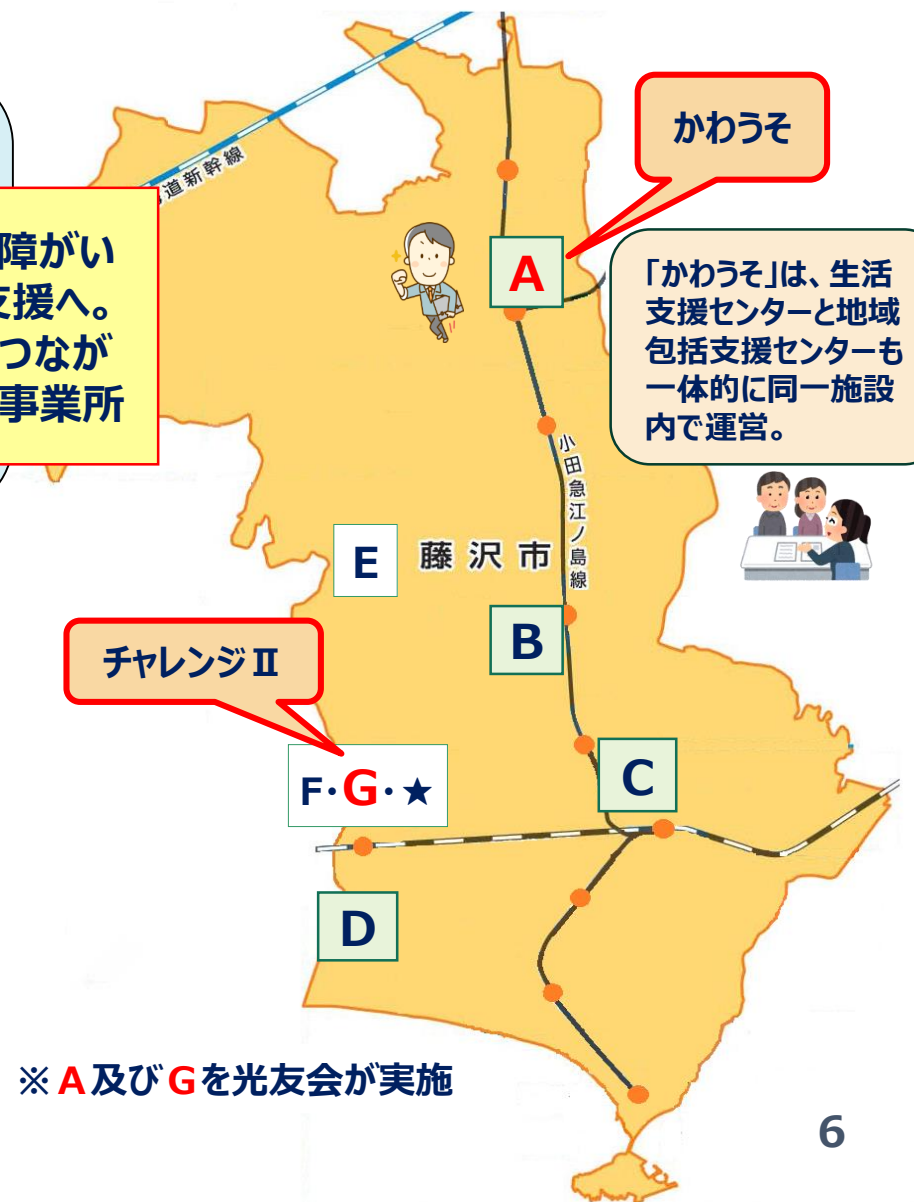 道新幹線
かわうそ
障がい
支援へ。
つなが
事業所
A
「かわうそ」は、生活
支援センターと地域
包括支援センターも
一体的に同一施設
内で運営。
小田急江ノ島線
E
藤沢市
B
チャレンジⅡ
F・G・★
C
D
※A及びGを光友会が実施
6